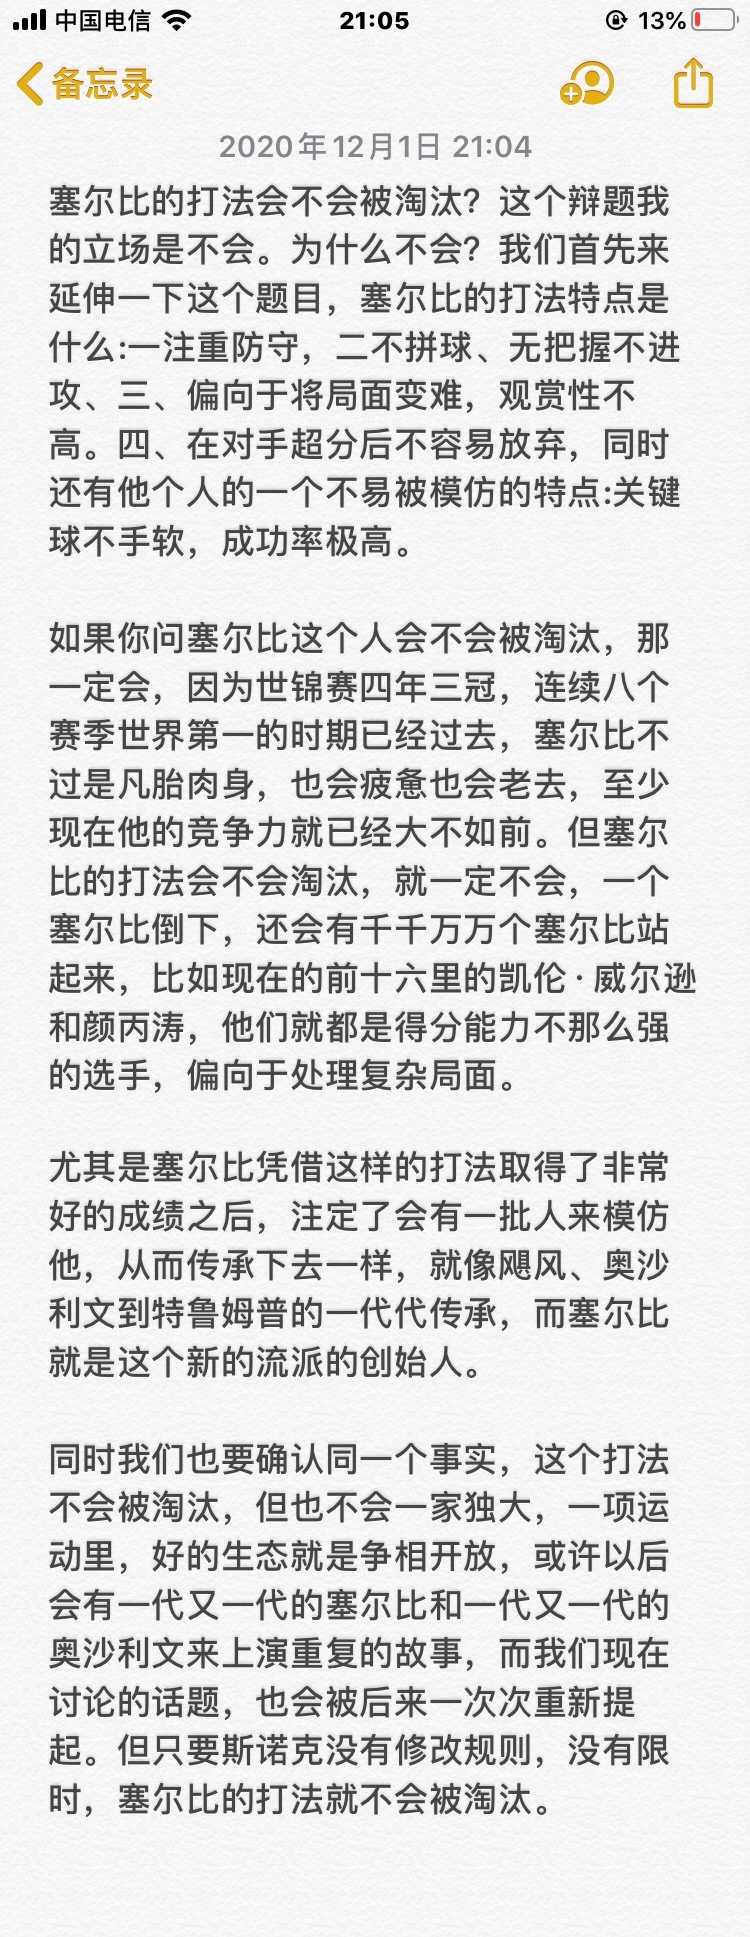 中国电信 21:05 13%
备忘录
2020年12月1日 21:04
塞尔比的打法会不会被淘汰？这个辩题我
的立场是不会。为什么不会？我们首先来
延伸一下这个题目，塞尔比的打法特点是
什么:一注重防守，二不拼球、无把握不进
攻、三、偏向于将局面变难，观赏性不
高。四、在对手超分后不容易放弃，同时
还有他个人的一个不易被模仿的特点:关键
球不手软，成功率极高。
如果你问塞尔比这个人会不会被淘汰，那
一定会，因为世锦赛四年三冠，连续八个
赛季世界第一的时期已经过去，塞尔比不
过是凡胎肉身，也会疲惫也会老去，至少
现在他的竞争力就已经大不如前。但塞尔
比的打法会不会淘汰，就一定不会，一个
塞尔比倒下，还会有千千万万个塞尔比站
起来，比如现在的前十六里的凯伦·威尔逊
和颜丙涛，他们就都是得分能力不那么强
的选手，偏向于处理复杂局面。
尤其是塞尔比凭借这样的打法取得了非常
好的成绩之后，注定了会有一批人来模仿
他，从而传承下去一样，就像飓风、奥沙
利文到特鲁姆普的一代代传承，而塞尔比
就是这个新的流派的创始人。
同时我们也要确认同一个事实，这个打法
不会被淘汰，但也不会一家独大，一项运
动里，好的生态就是争相开放，或许以后
会有一代又一代的塞尔比和一代又一代的
奥沙利文来上演重复的故事，而我们现在
讨论的话题，也会被后来一次次重新提
起。但只要斯诺克没有修改规则，没有限
时，塞尔比的打法就不会被淘汰。